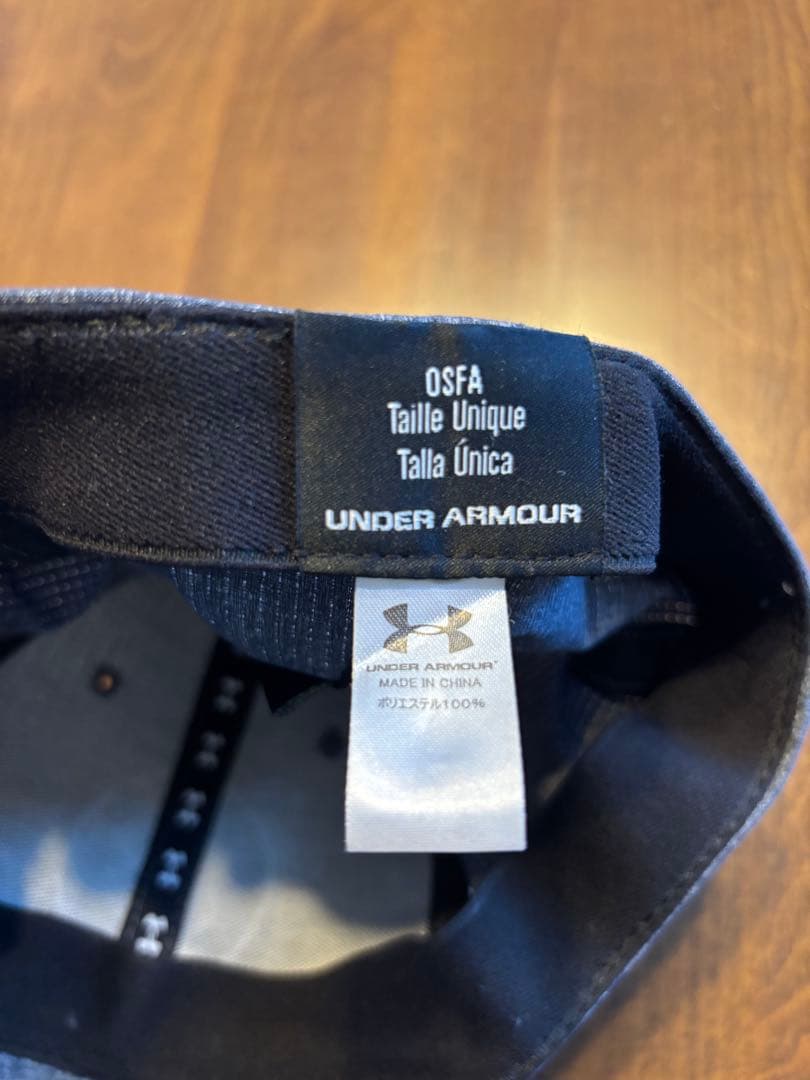 OSFA
Taille Unique
Talla Única
UNDER ARMOUR
UNDER ARMOUR
MADE IN CHINA
ポリエステル100%